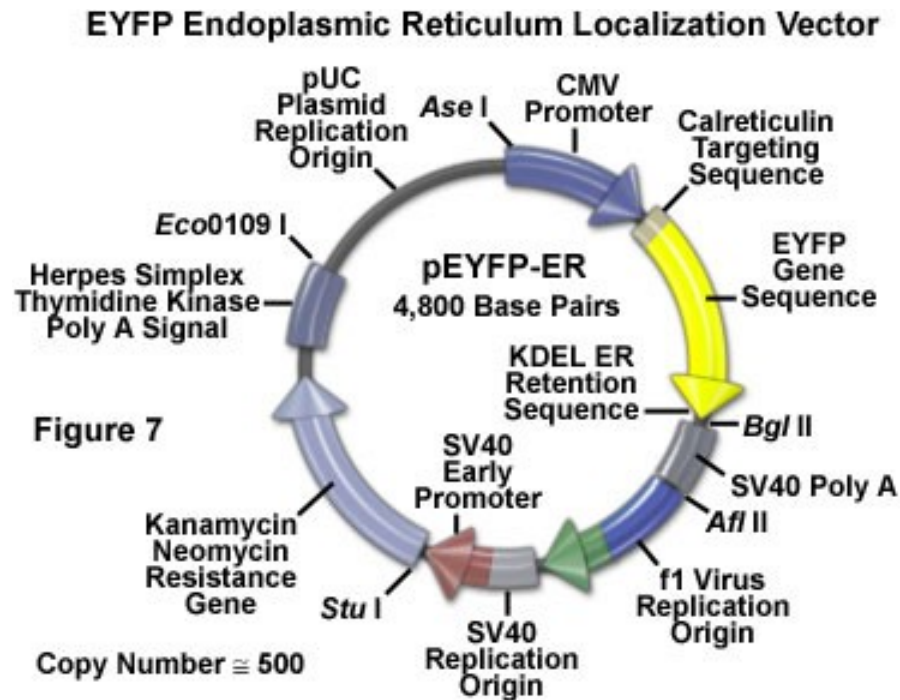 EYFP Endoplasmic Reticulum Localization Vector
pUC
Plasmid
Replication
Origin
Ase I
CMV
Promoter
Calreticulin
Targeting
Sequence
Eco0109 I
Herpes Simplex
Thymidine Kinase
Poly A Signal
pEYFP-ER
4,800 Base Pairs
EYFP
Gene
Sequence
KDEL ER
Retention
Sequence
Bgl II
SV40 Poly A
Afl II
Figure 7
SV40
Early
Promoter
Kanamycin
Neomycin
Resistance
Gene
Stu I
SV40
Replication
Origin
f1 Virus
Replication
Origin
Copy Number ≅ 500